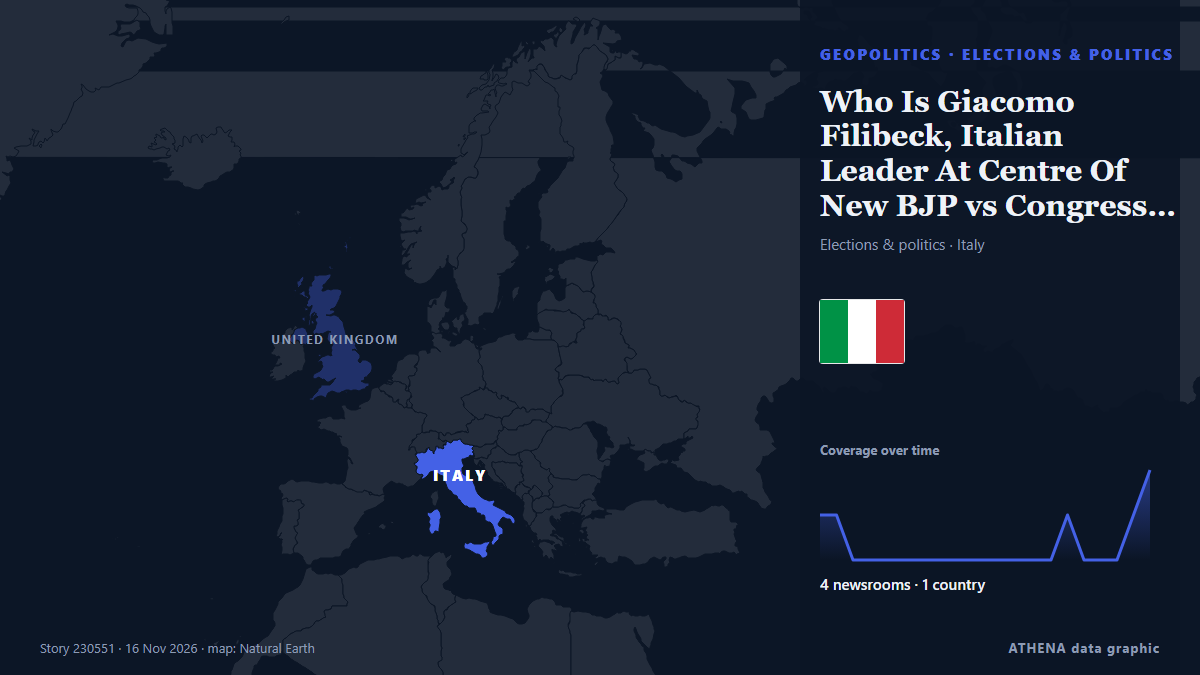 GEOPOLITICS · ELECTIONS & POLITICS
Who Is Giacomo
Filibeck, Italian
Leader At Centre Of
New BJP vs Congress...
Elections & politics · Italy
UNITED KINGDOM
ITALY
Coverage over time
4 newsrooms · 1 country
Story 230551 · 16 Nov 2026 · map: Natural Earth
ATHENA data graphic